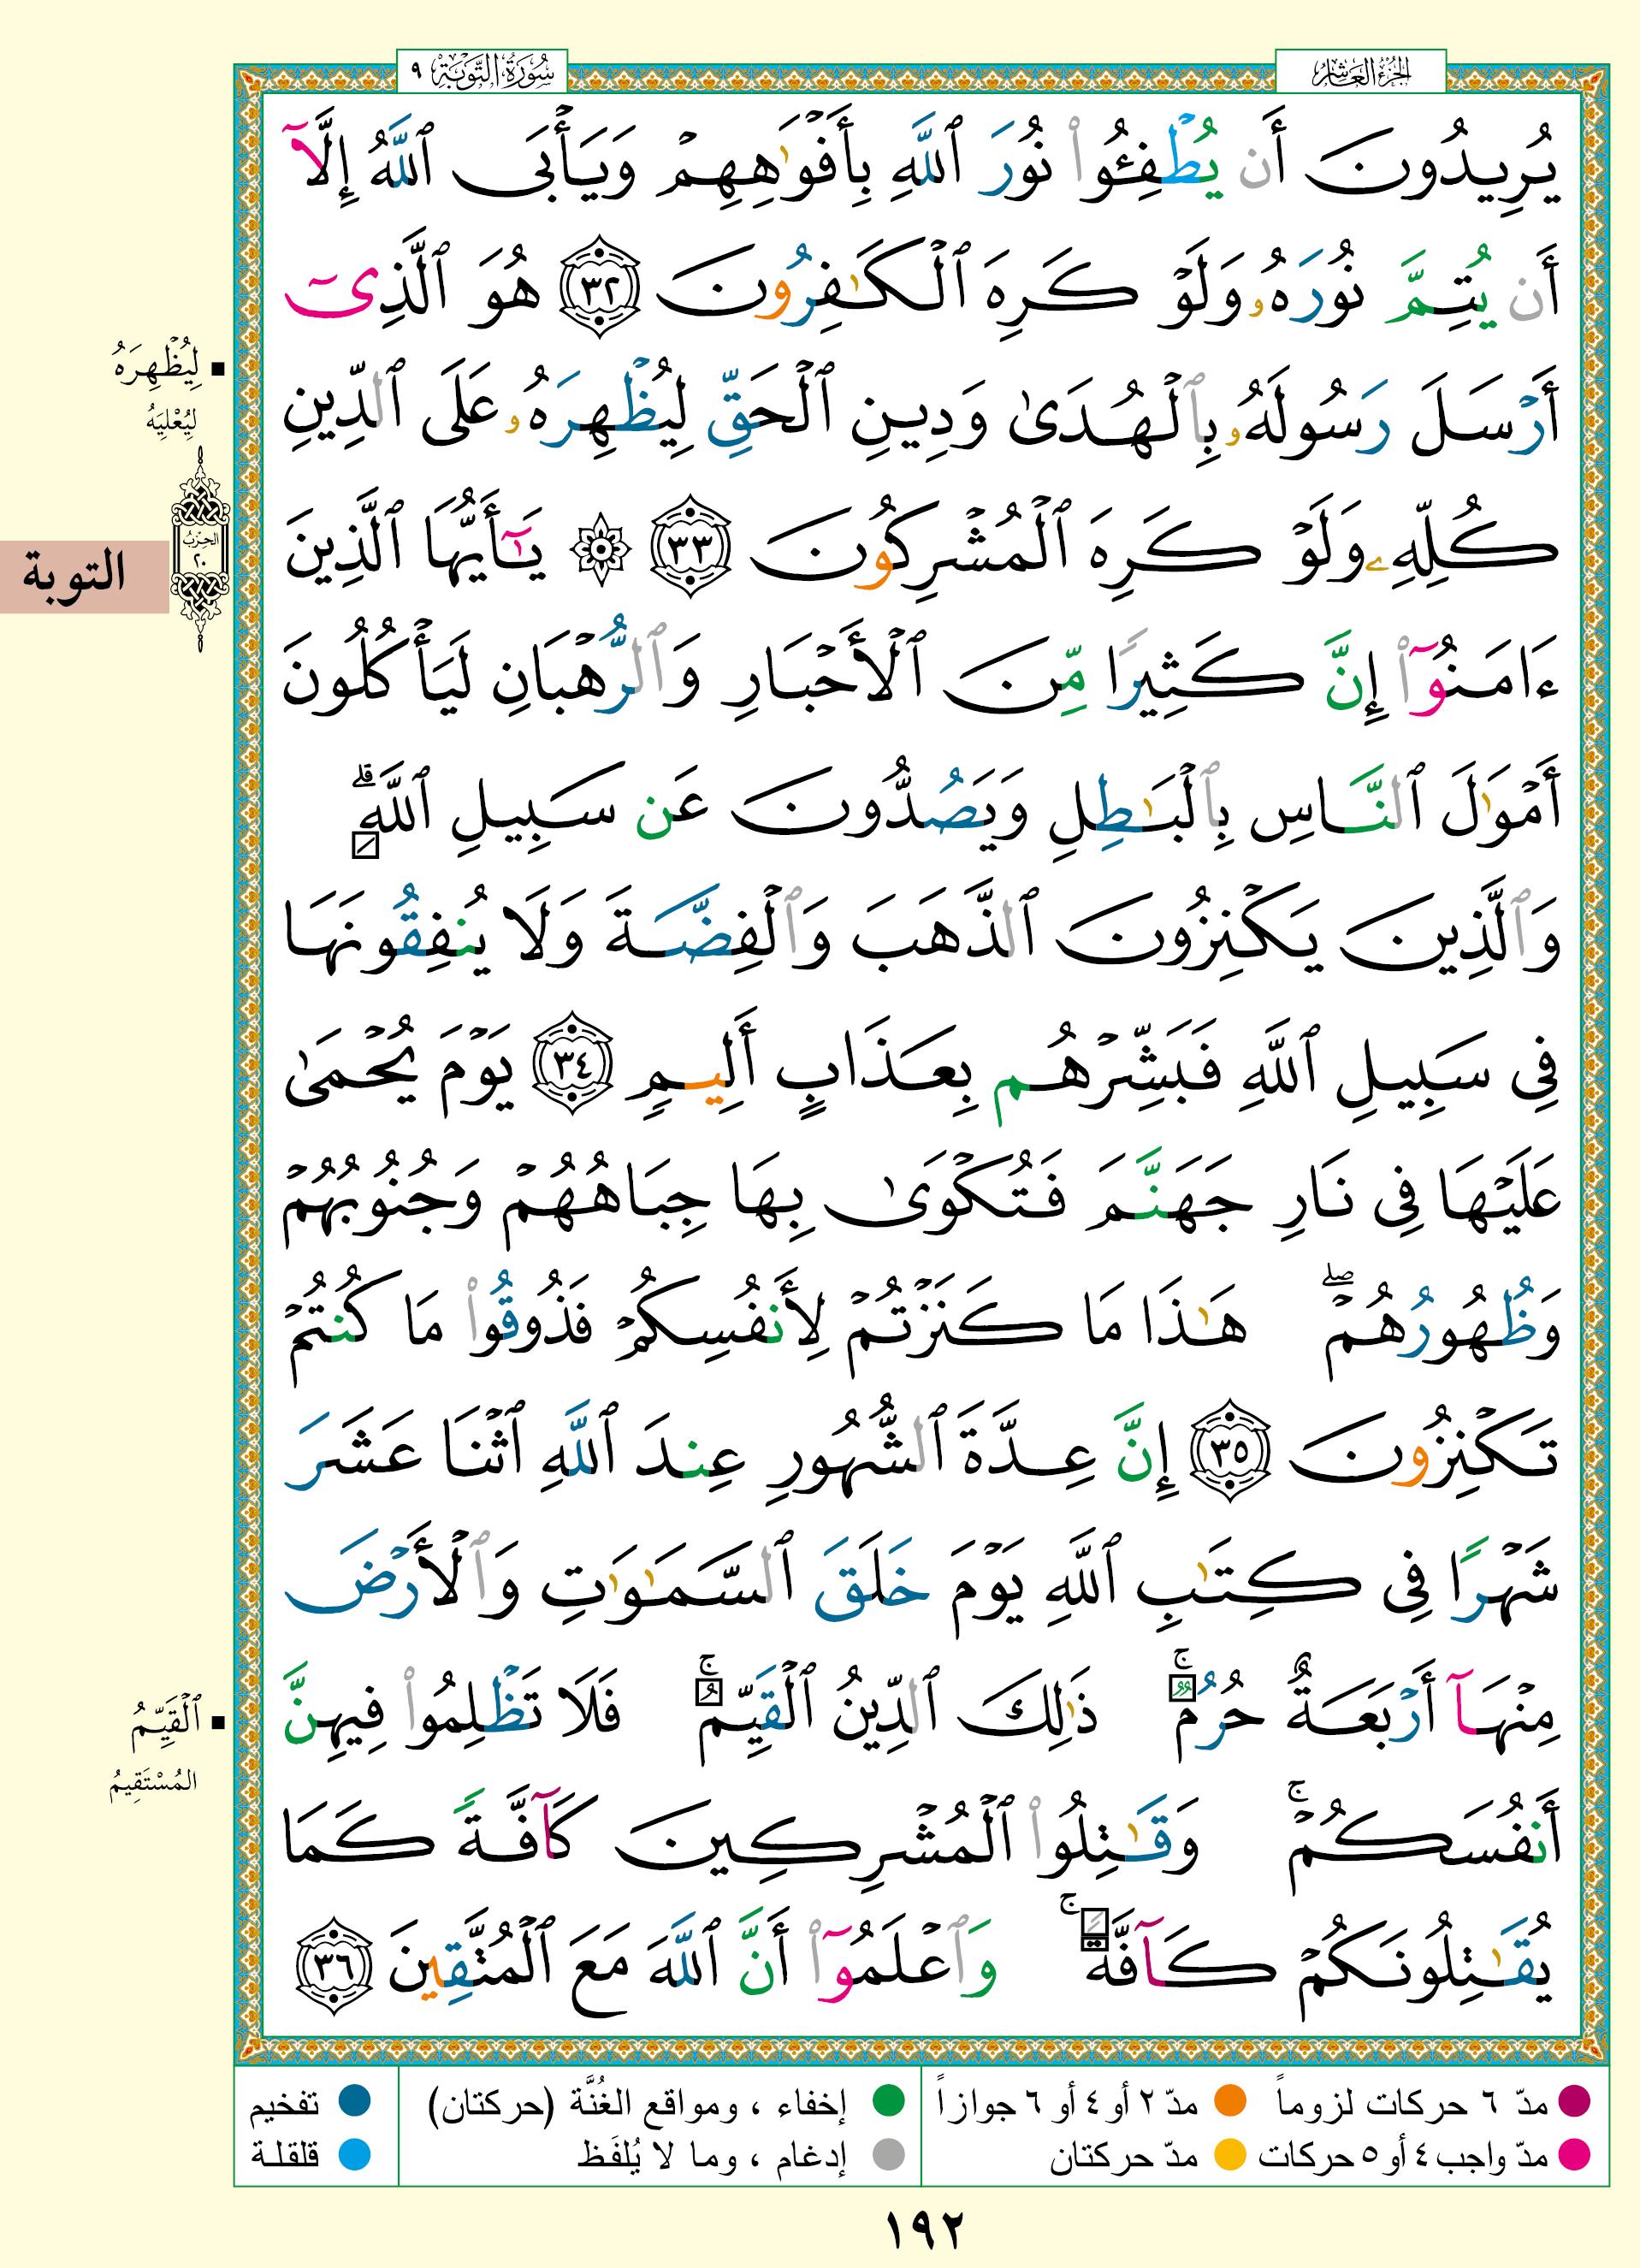 الجزء العاشر
سورة التوبة ٩
يُرِيدُونَ أَن يُطْفِـُٔوا۟ نُورَ ٱللَّهِ بِأَفْوَٰهِهِمْ وَيَأْبَى ٱللَّهُ إِلَّآ
أَن يُتِمَّ نُورَهُۥ وَلَوْ كَرِهَ ٱلْكَـٰفِرُونَ ٣٢ هُوَ ٱلَّذِىٓ
أَرْسَلَ رَسُولَهُۥ بِٱلْهُدَىٰ وَدِينِ ٱلْحَقِّ لِيُظْهِرَهُۥ عَلَى ٱلدِّينِ
كُلِّهِۦ وَلَوْ كَرِهَ ٱلْمُشْرِكُونَ ٣٣ ۞ يَـٰٓأَيُّهَا ٱلَّذِينَ
ءَامَنُوٓا۟ إِنَّ كَثِيرًا مِّنَ ٱلْأَحْبَارِ وَٱلرُّهْبَانِ لَيَأْكُلُونَ
أَمْوَٰلَ ٱلنَّاسِ بِٱلْبَـٰطِلِ وَيَصُدُّونَ عَن سَبِيلِ ٱللَّهِ ۗ
وَٱلَّذِينَ يَكْنِزُونَ ٱلذَّهَبَ وَٱلْفِضَّةَ وَلَا يُنفِقُونَهَا
فِى سَبِيلِ ٱللَّهِ فَبَشِّرْهُم بِعَذَابٍ أَلِيمٍ ٣٤ يَوْمَ يُحْمَىٰ
عَلَيْهَا فِى نَارِ جَهَنَّمَ فَتُكْوَىٰ بِهَا جِبَاهُهُمْ وَجُنُوبُهُمْ
وَظُهُورُهُمْ ۖ هَـٰذَا مَا كَنَزْتُمْ لِأَنفُسِكُمْ فَذُوقُوا۟ مَا كُنتُمْ
تَكْنِزُونَ ٣٥ إِنَّ عِدَّةَ ٱلشُّهُورِ عِندَ ٱللَّهِ ٱثْنَا عَشَرَ
شَهْرًا فِى كِتَـٰبِ ٱللَّهِ يَوْمَ خَلَقَ ٱلسَّمَـٰوَٰتِ وَٱلْأَرْضَ
مِنْهَآ أَرْبَعَةٌ حُرُمٌ ۚ ذَٰلِكَ ٱلدِّينُ ٱلْقَيِّمُ ۚ فَلَا تَظْلِمُوا۟ فِيهِنَّ
أَنفُسَكُمْ ۚ وَقَـٰتِلُوا۟ ٱلْمُشْرِكِينَ كَآفَّةً كَمَا
يُقَـٰتِلُونَكُمْ كَآفَّةً ۚ وَٱعْلَمُوٓا۟ أَنَّ ٱللَّهَ مَعَ ٱلْمُتَّقِينَ ٣٦
لِيُظْهِرَهُ
لِيُعْلِيَهُ
الحزب
٢٠
التوبة
ٱلْقَيِّمُ
المُسْتَقِيمُ
مدّ ٦ حركات لزوماً
مدّ ٢ أو ٤ أو ٦ جوازاً
إخفاء ، ومواقع الغُنَّة (حركتان)
تفخيم
مدّ واجب ٤ أو ٥ حركات
مدّ حركتان
إدغام ، وما لا يُلفَظ
قلقلة
١٩٢